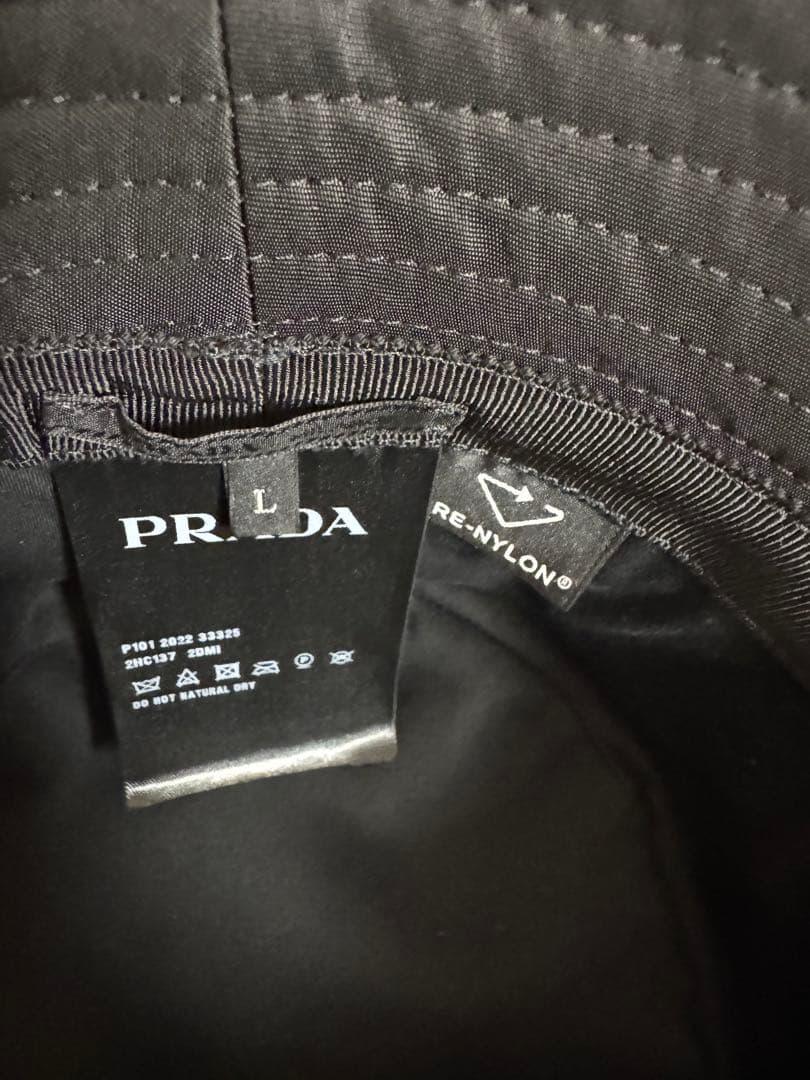 L
PRADA
RE-NYLON®
P101 2022 33325
2HC137 2DMI
DO NOT NATURAL DRY